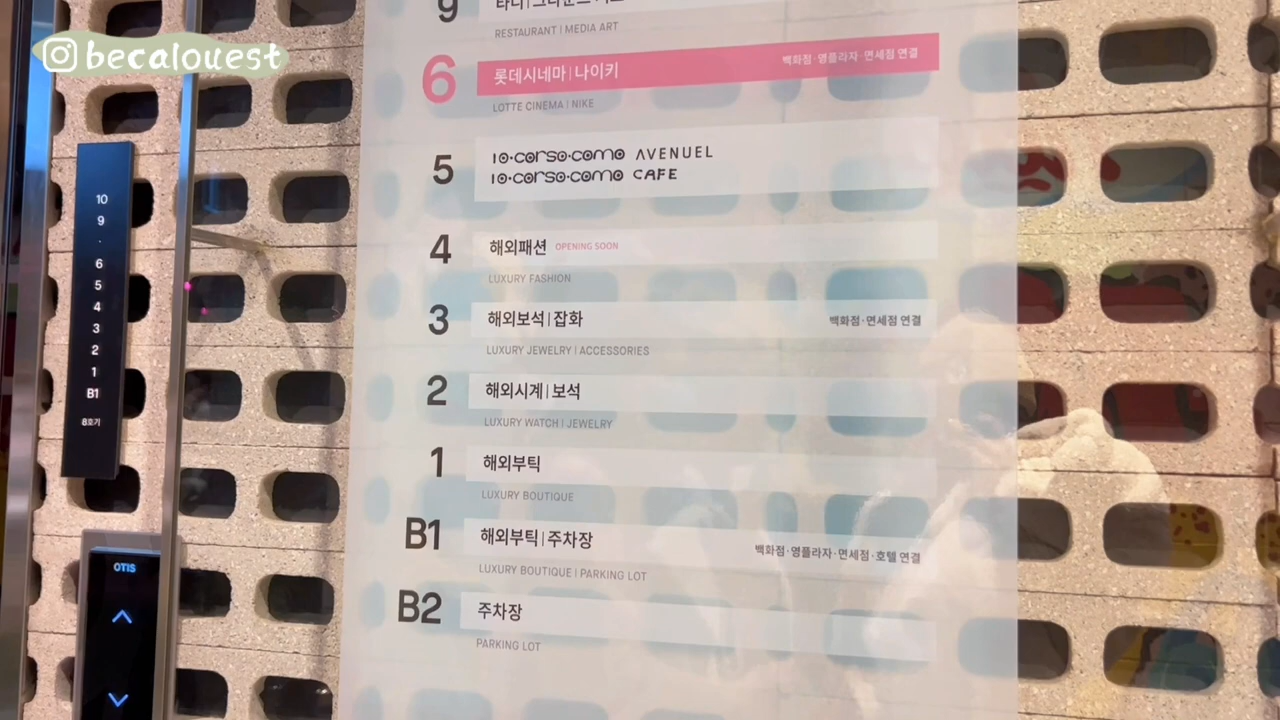 becalouest
9
RESTAURANT | MEDIA ART
6
롯데시네마 | 나이키
백화점·영플라자·면세점 연결
LOTTE CINEMA | NIKE
5
10·corso·como AVENUEL
10·corso·como CAFE
4
해외패션 OPENING SOON
LUXURY FASHION
3
해외보석 | 잡화
백화점·면세점 연결
LUXURY JEWELRY | ACCESSORIES
2
해외시계 | 보석
LUXURY WATCH | JEWELRY
1
해외부틱
LUXURY BOUTIQUE
B1
해외부틱 | 주차장
백화점·영플라자·면세점·호텔 연결
LUXURY BOUTIQUE | PARKING LOT
B2
주차장
PARKING LOT
10
9
·
6
5
4
3
2
1
B1
8호기
OTIS